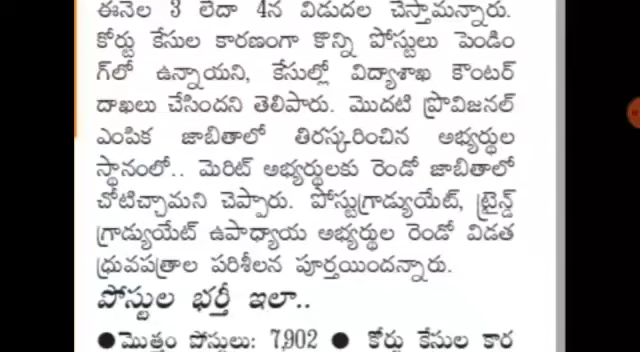 ఈనెల 3 లేదా 4న విడుదల చేస్తామన్నారు.
కోర్టు కేసుల కారణంగా కొన్ని పోస్టులు పెండిం
గ్‌లో ఉన్నాయని, కేసుల్లో విద్యాశాఖ కౌంటర్
దాఖలు చేసిందని తెలిపారు. మొదటి ప్రొవిజనల్
ఎంపిక జాబితాలో తిరస్కరించిన అభ్యర్థుల
స్థానంలో.. మెరిట్ అభ్యర్థులకు రెండో జాబితాలో
చోటిచ్చామని చెప్పారు. పోస్టుగ్రాడ్యుయేట్, ట్రైన్డ్
గ్రాడ్యుయేట్ ఉపాధ్యాయ అభ్యర్థుల రెండో విడత
ధ్రువపత్రాల పరిశీలన పూర్తయిందన్నారు.
పోస్టుల భర్తీ ఇలా..
●మొత్తం పోస్టులు: 7,902 ● కోర్టు కేసుల కార